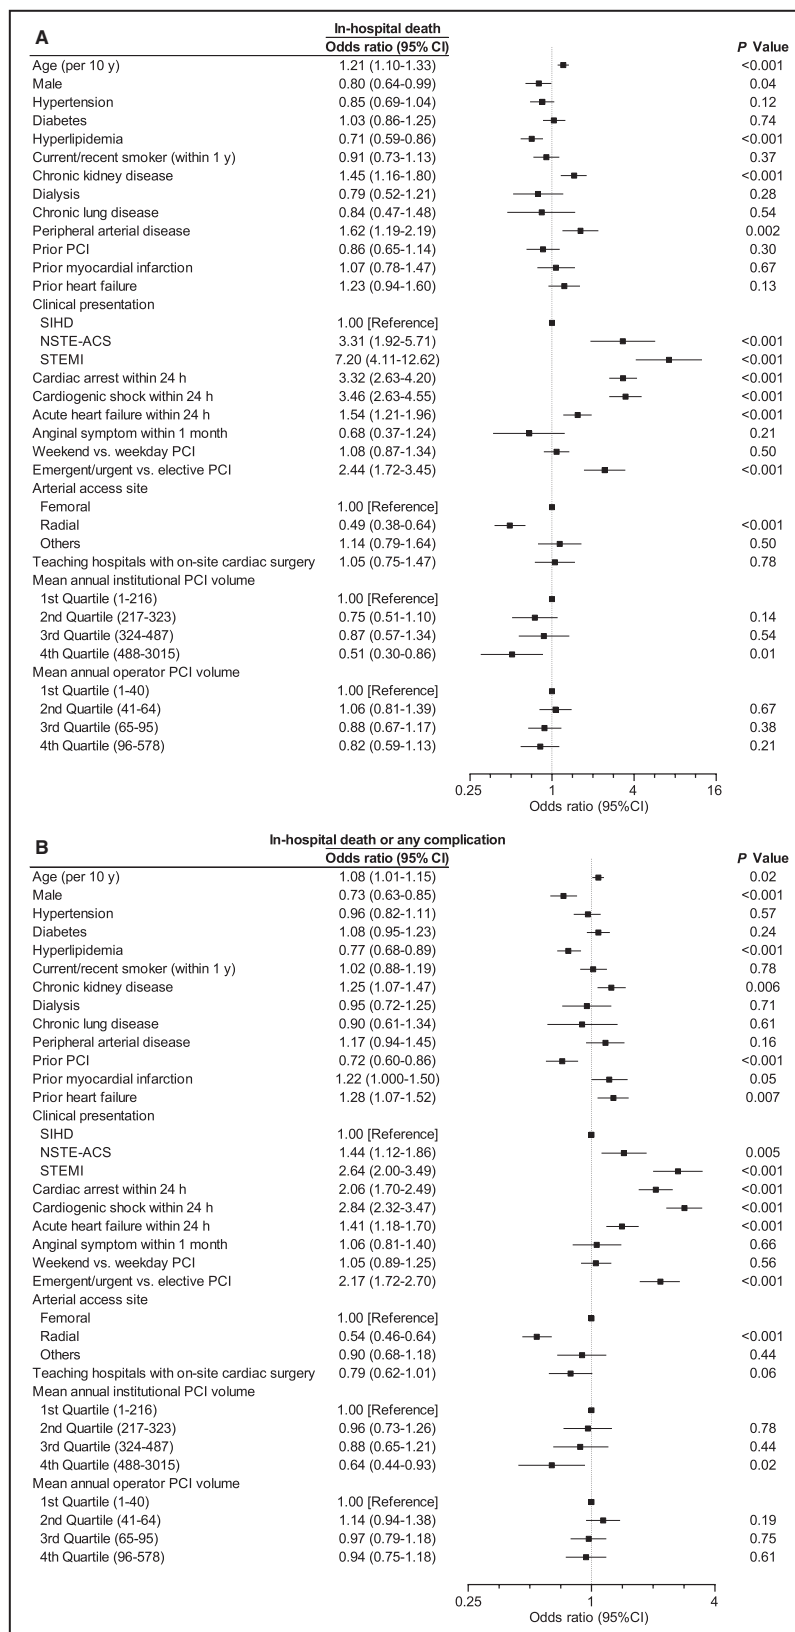 A
In-hospital death
Odds ratio (95% CI) P Value
Age (per 10 y) 1.21 (1.10-1.33) <0.001
Male 0.80 (0.64-0.99) 0.04
Hypertension 0.85 (0.69-1.04) 0.12
Diabetes 1.03 (0.86-1.25) 0.74
Hyperlipidemia 0.71 (0.59-0.86) <0.001
Current/recent smoker (within 1 y) 0.91 (0.73-1.13) 0.37
Chronic kidney disease 1.45 (1.16-1.80) <0.001
Dialysis 0.79 (0.52-1.21) 0.28
Chronic lung disease 0.84 (0.47-1.48) 0.54
Peripheral arterial disease 1.62 (1.19-2.19) 0.002
Prior PCI 0.86 (0.65-1.14) 0.30
Prior myocardial infarction 1.07 (0.78-1.47) 0.67
Prior heart failure 1.23 (0.94-1.60) 0.13
Clinical presentation
SIHD 1.00 [Reference]
NSTE-ACS 3.31 (1.92-5.71) <0.001
STEMI 7.20 (4.11-12.62) <0.001
Cardiac arrest within 24 h 3.32 (2.63-4.20) <0.001
Cardiogenic shock within 24 h 3.46 (2.63-4.55) <0.001
Acute heart failure within 24 h 1.54 (1.21-1.96) <0.001
Anginal symptom within 1 month 0.68 (0.37-1.24) 0.21
Weekend vs. weekday PCI 1.08 (0.87-1.34) 0.50
Emergent/urgent vs. elective PCI 2.44 (1.72-3.45) <0.001
Arterial access site
Femoral 1.00 [Reference]
Radial 0.49 (0.38-0.64) <0.001
Others 1.14 (0.79-1.64) 0.50
Teaching hospitals with on-site cardiac surgery 1.05 (0.75-1.47) 0.78
Mean annual institutional PCI volume
1st Quartile (1-216) 1.00 [Reference]
2nd Quartile (217-323) 0.75 (0.51-1.10) 0.14
3rd Quartile (324-487) 0.87 (0.57-1.34) 0.54
4th Quartile (488-3015) 0.51 (0.30-0.86) 0.01
Mean annual operator PCI volume
1st Quartile (1-40) 1.00 [Reference]
2nd Quartile (41-64) 1.06 (0.81-1.39) 0.67
3rd Quartile (65-95) 0.88 (0.67-1.17) 0.38
4th Quartile (96-578) 0.82 (0.59-1.13) 0.21
0.25 1 4 16
Odds ratio (95%CI)
B
In-hospital death or any complication
Odds ratio (95% CI) P Value
Age (per 10 y) 1.08 (1.01-1.15) 0.02
Male 0.73 (0.63-0.85) <0.001
Hypertension 0.96 (0.82-1.11) 0.57
Diabetes 1.08 (0.95-1.23) 0.24
Hyperlipidemia 0.77 (0.68-0.89) <0.001
Current/recent smoker (within 1 y) 1.02 (0.88-1.19) 0.78
Chronic kidney disease 1.25 (1.07-1.47) 0.006
Dialysis 0.95 (0.72-1.25) 0.71
Chronic lung disease 0.90 (0.61-1.34) 0.61
Peripheral arterial disease 1.17 (0.94-1.45) 0.16
Prior PCI 0.72 (0.60-0.86) <0.001
Prior myocardial infarction 1.22 (1.000-1.50) 0.05
Prior heart failure 1.28 (1.07-1.52) 0.007
Clinical presentation
SIHD 1.00 [Reference]
NSTE-ACS 1.44 (1.12-1.86) 0.005
STEMI 2.64 (2.00-3.49) <0.001
Cardiac arrest within 24 h 2.06 (1.70-2.49) <0.001
Cardiogenic shock within 24 h 2.84 (2.32-3.47) <0.001
Acute heart failure within 24 h 1.41 (1.18-1.70) <0.001
Anginal symptom within 1 month 1.06 (0.81-1.40) 0.66
Weekend vs. weekday PCI 1.05 (0.89-1.25) 0.56
Emergent/urgent vs. elective PCI 2.17 (1.72-2.70) <0.001
Arterial access site
Femoral 1.00 [Reference]
Radial 0.54 (0.46-0.64) <0.001
Others 0.90 (0.68-1.18) 0.44
Teaching hospitals with on-site cardiac surgery 0.79 (0.62-1.01) 0.06
Mean annual institutional PCI volume
1st Quartile (1-216) 1.00 [Reference]
2nd Quartile (217-323) 0.96 (0.73-1.26) 0.78
3rd Quartile (324-487) 0.88 (0.65-1.21) 0.44
4th Quartile (488-3015) 0.64 (0.44-0.93) 0.02
Mean annual operator PCI volume
1st Quartile (1-40) 1.00 [Reference]
2nd Quartile (41-64) 1.14 (0.94-1.38) 0.19
3rd Quartile (65-95) 0.97 (0.79-1.18) 0.75
4th Quartile (96-578) 0.94 (0.75-1.18) 0.61
0.25 1 4
Odds ratio (95%CI)